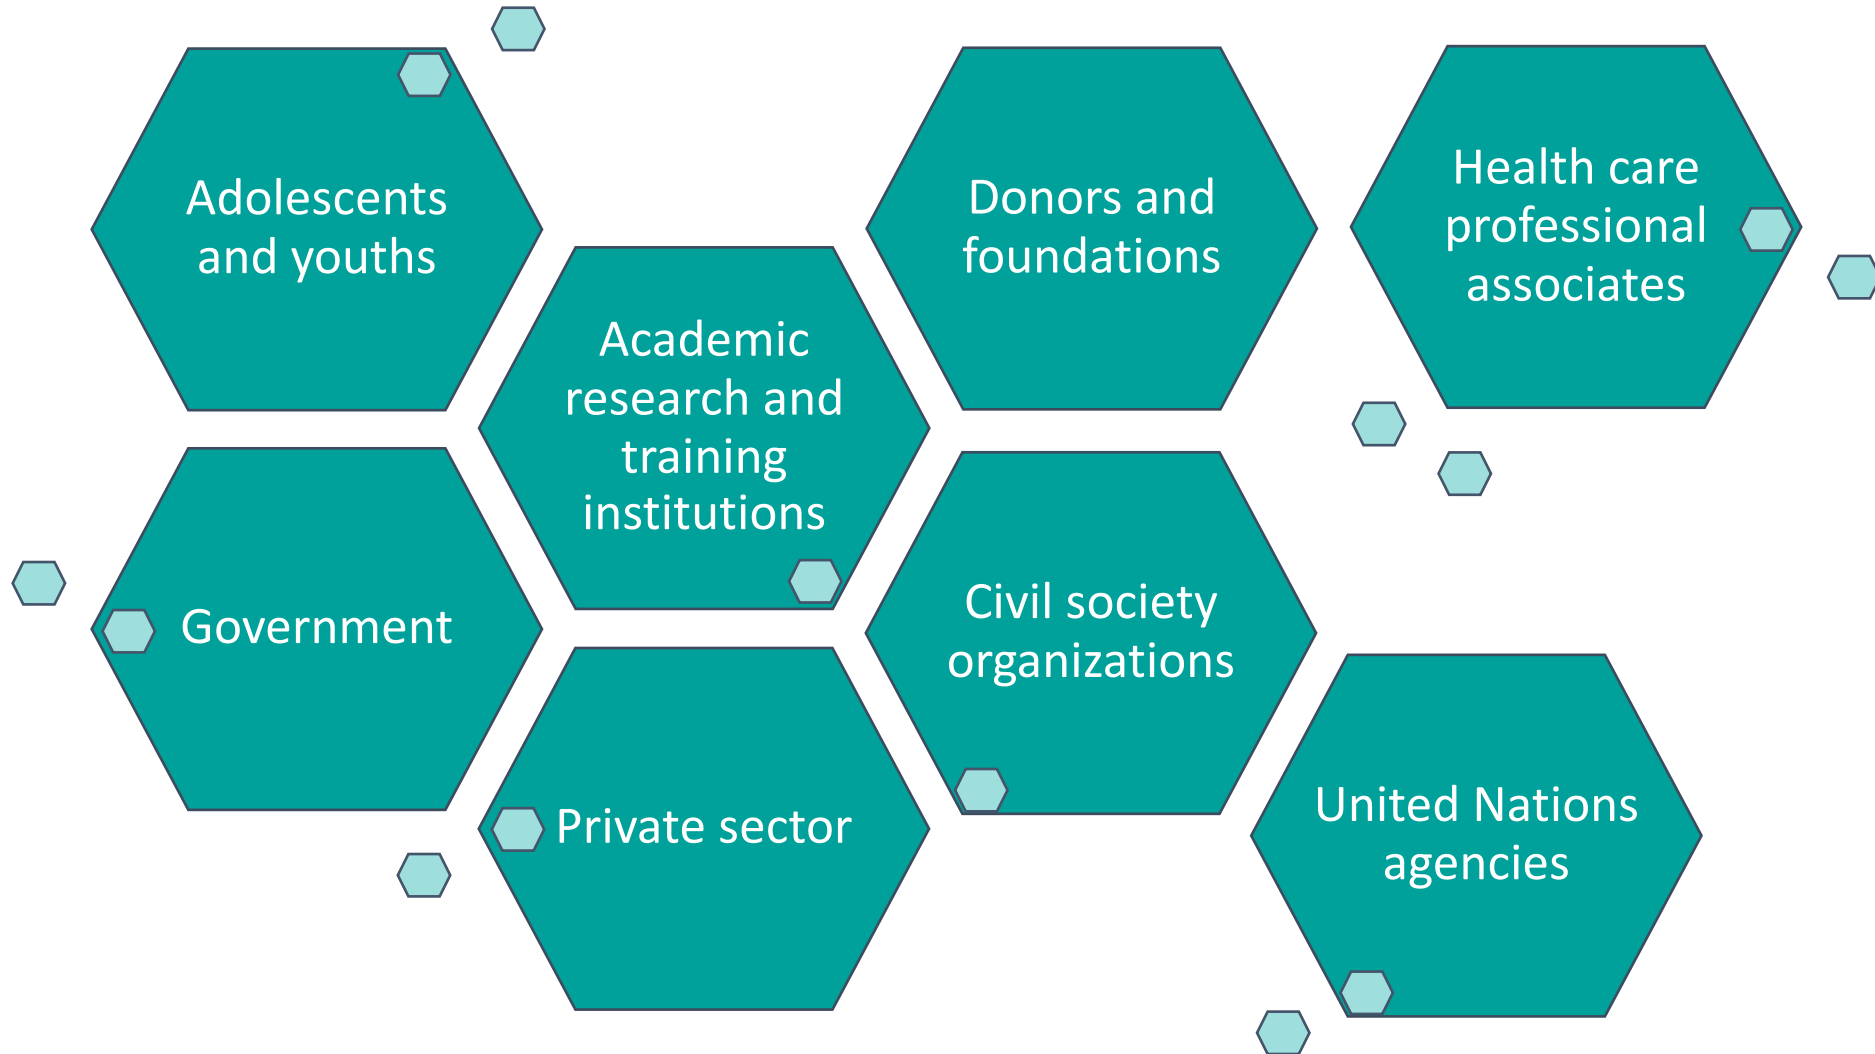 Adolescents
and youths
Academic
research and
training
institutions
Donors and
foundations
Health care
professional
associates
Government
Private sector
Civil society
organizations
United Nations
agencies